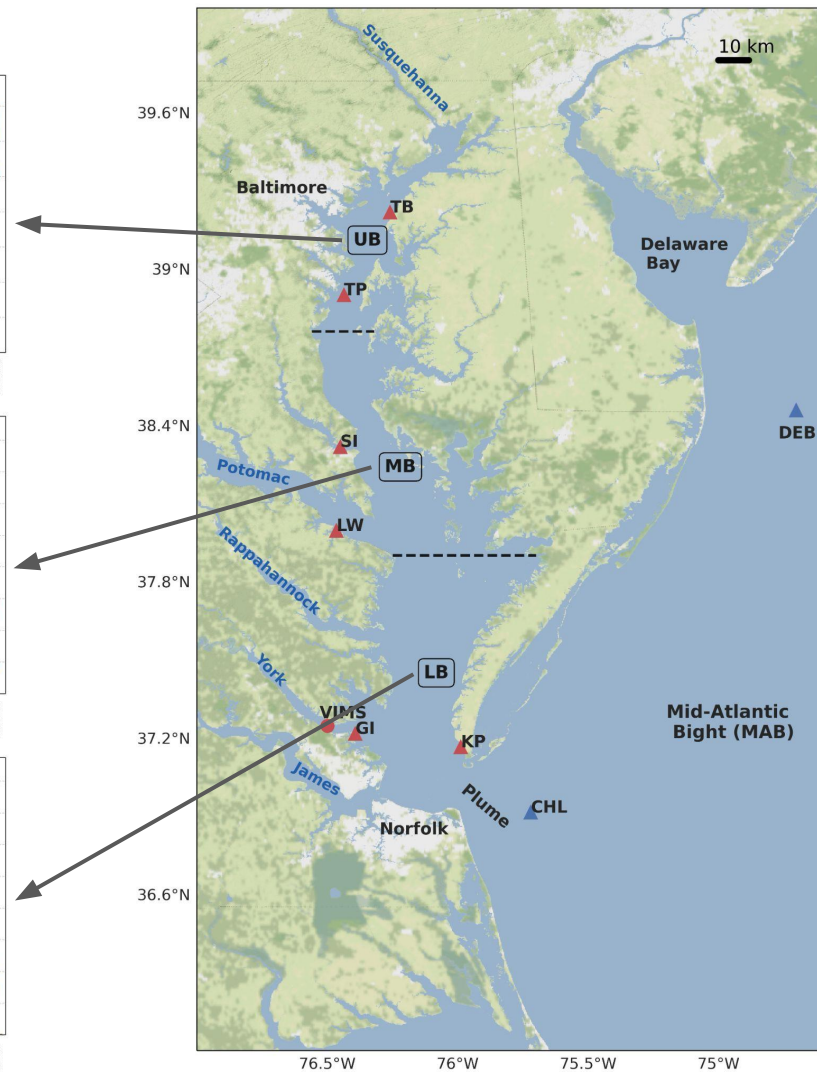 10 km
Susquehanna
39.6°N
Baltimore
TB
UB
Delaware
Bay
39°N
TP
38.4°N
DEB
SI
MB
Potomac
LW
Rappahannock
37.8°N
York
LB
VIMS
GI
Mid-Atlantic
Bight (MAB)
37.2°N
KP
James
Plume
CHL
Norfolk
36.6°N
76.5°W
76°W
75.5°W
75°W